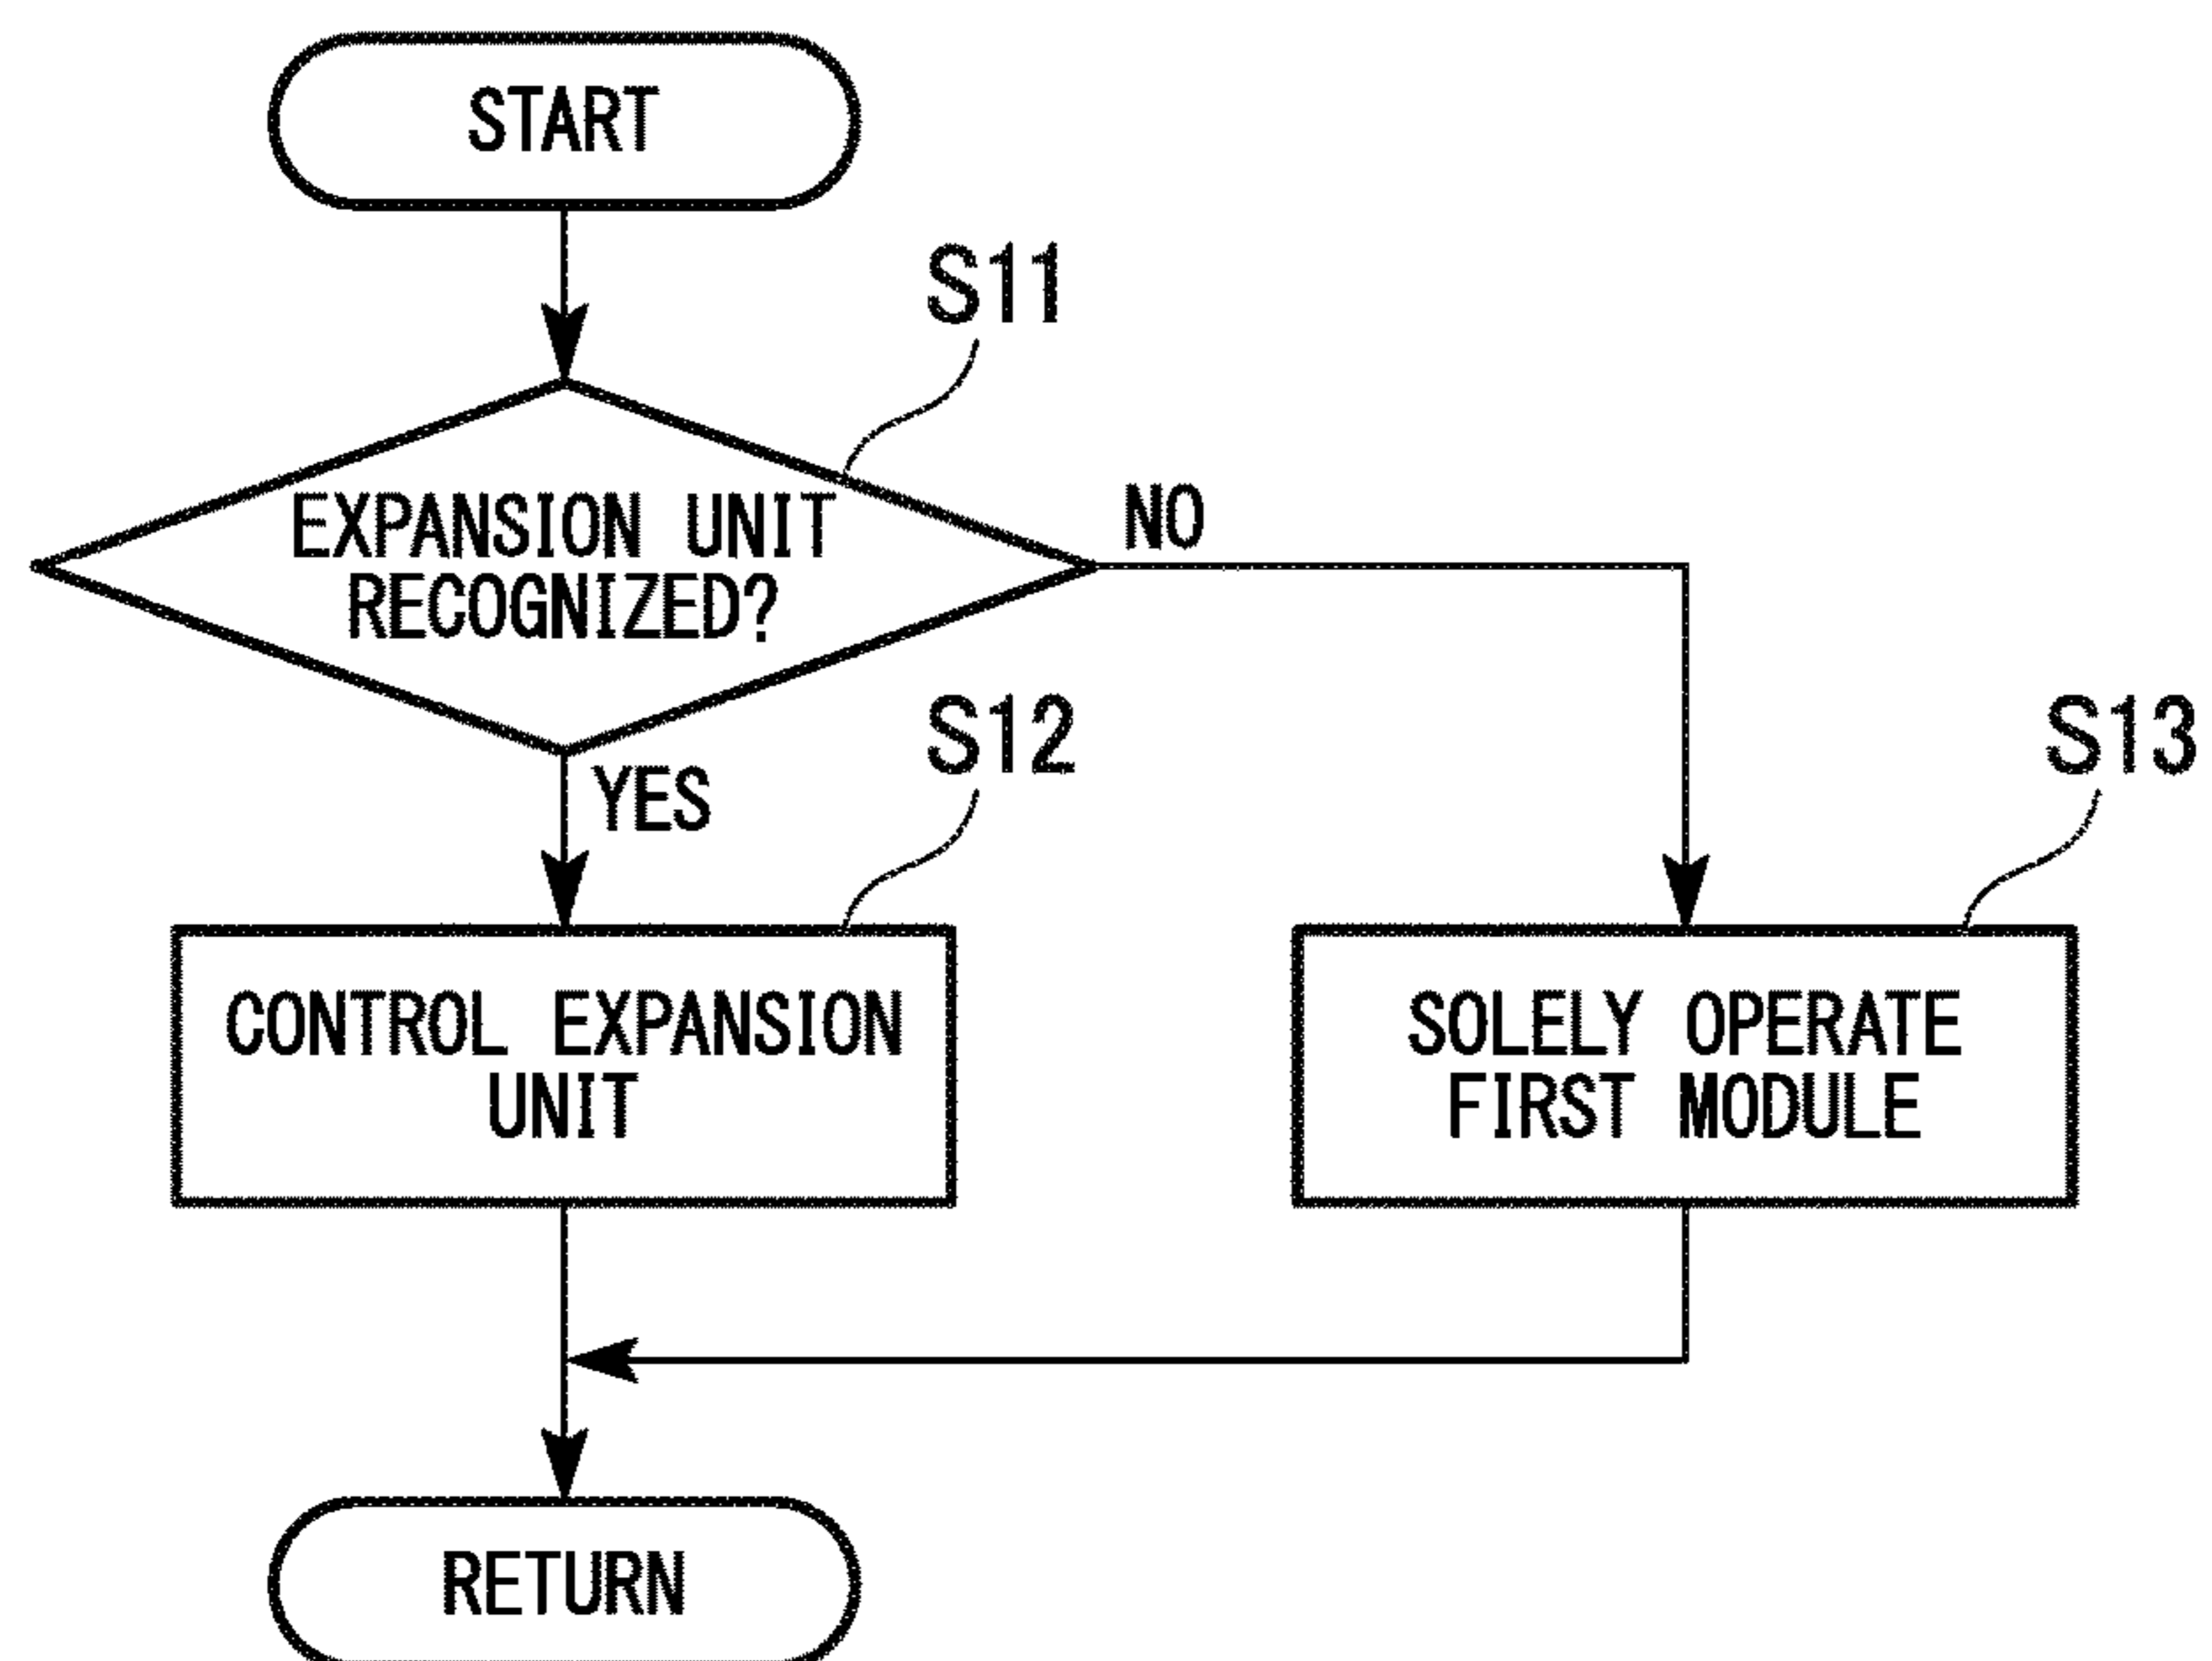 START
S11
EXPANSION UNIT
RECOGNIZED?
NO
YES
S12
S13
CONTROL EXPANSION
UNIT
SOLELY OPERATE
FIRST MODULE
RETURN